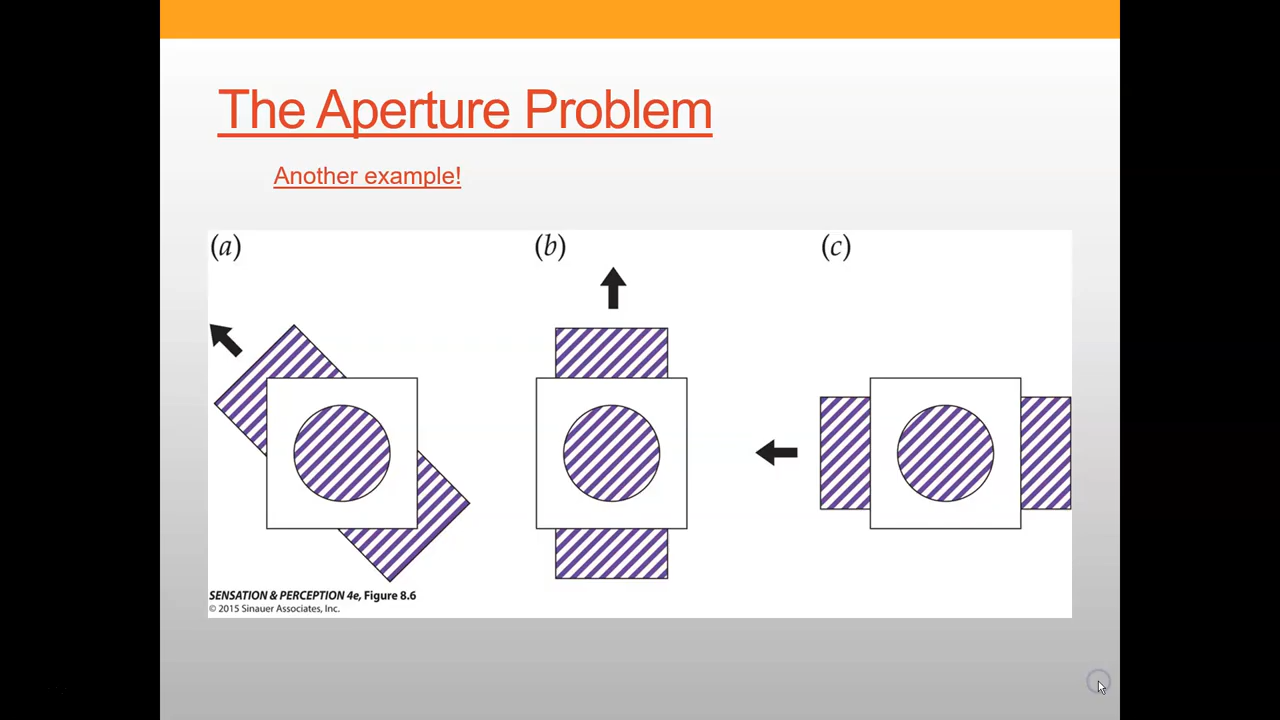 The Aperture Problem
Another example!
(a) (b) (c)
SENSATION & PERCEPTION 4e, Figure 8.6
© 2015 Sinauer Associates, Inc.